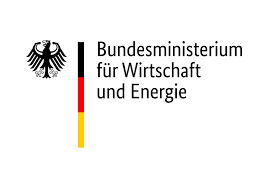 Bundesministerium
für Wirtschaft
und Energie